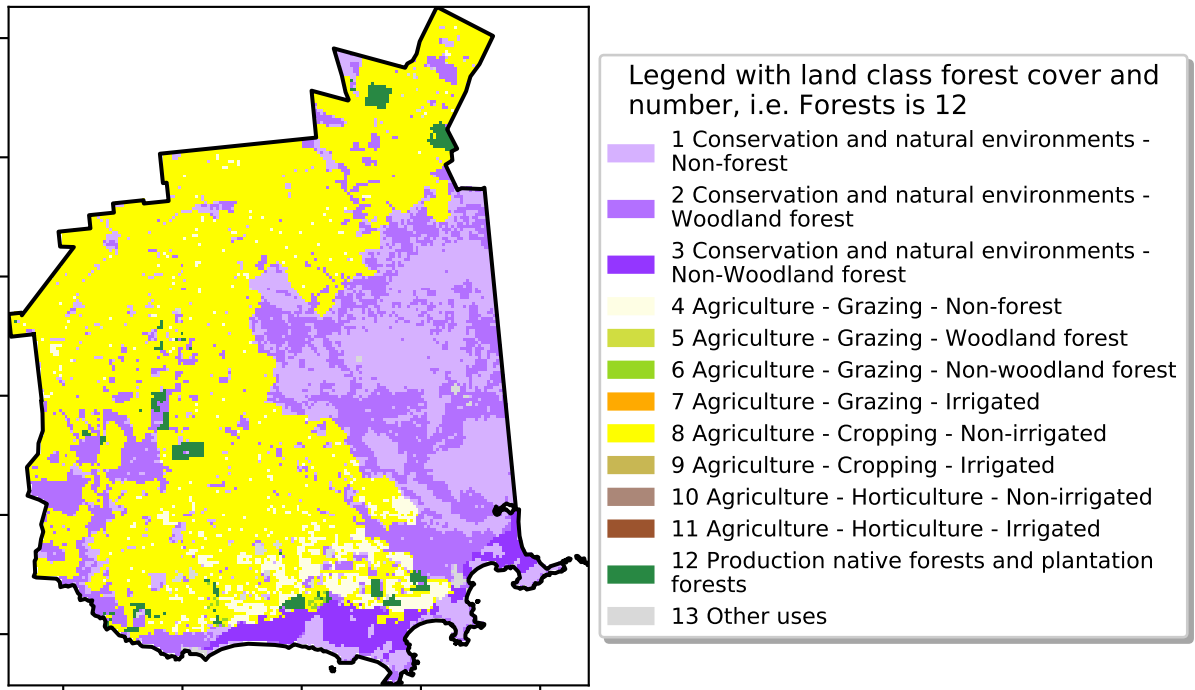 Legend with land class forest cover and
number, i.e. Forests is 12
1 Conservation and natural environments -
Non-forest
2 Conservation and natural environments -
Woodland forest
3 Conservation and natural environments -
Non-Woodland forest
4 Agriculture - Grazing - Non-forest
5 Agriculture - Grazing - Woodland forest
6 Agriculture - Grazing - Non-woodland forest
7 Agriculture - Grazing - Irrigated
8 Agriculture - Cropping - Non-irrigated
9 Agriculture - Cropping - Irrigated
10 Agriculture - Horticulture - Non-irrigated
11 Agriculture - Horticulture - Irrigated
12 Production native forests and plantation
forests
13 Other uses